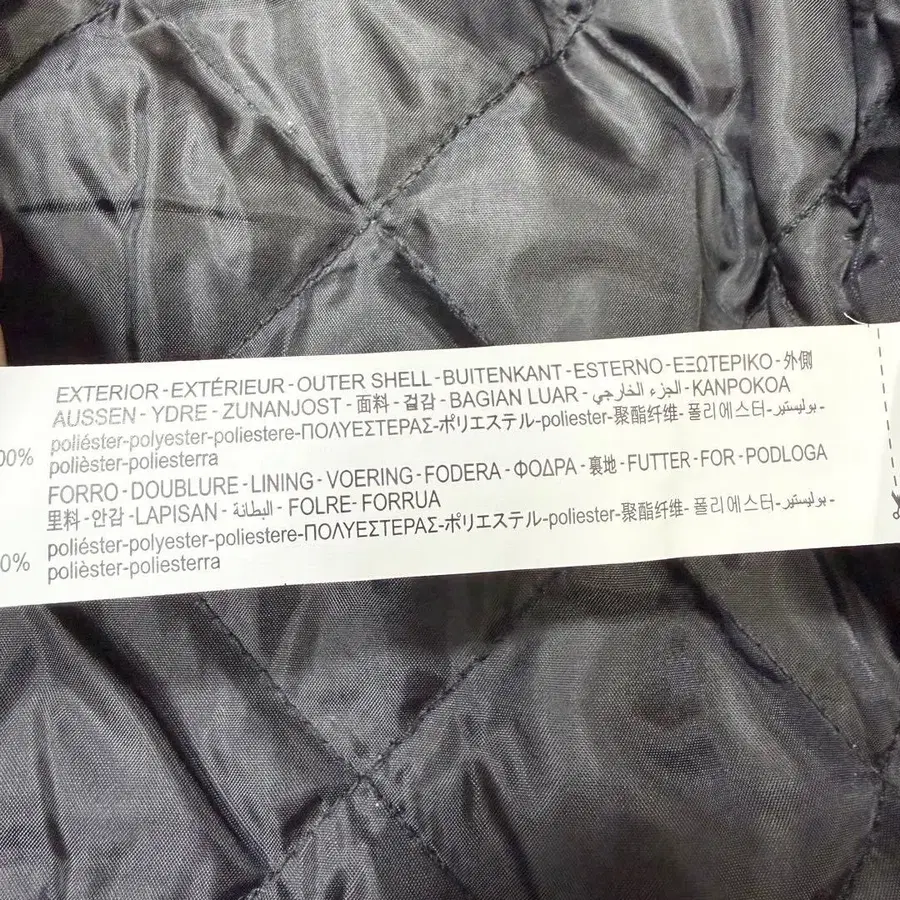 EXTERIOR-EXTÉRIEUR-OUTER SHELL-BUITENKANT-ESTERNO-ΕΞΩΤΕΡΙΚΟ-外側
AUSSEN-YDRE-ZUNANJOST-面料-겉감-BAGIAN LUAR-الجزء الخارجي-KANPOKOA
poliéster-polyester-poliestere-ΠΟΛΥΕΣΤΕΡΑΣ-ポリエステル-poliester-聚酯纤维-폴리에스터-بوليستير-
00% polièster-poliesterra
FORRO-DOUBLURE-LINING-VOERING-FODERA-ΦΟΔΡΑ-裏地-FUTTER-FOR-PODLOGA
里料-안감-LAPISAN-البطانة-FOLRE-FORRUA
poliéster-polyester-poliestere-ΠΟΛΥΕΣΤΕΡΑΣ-ポリエステル-poliester-聚酯纤维-폴리에스터-بوليستير-
0% polièster-poliesterra